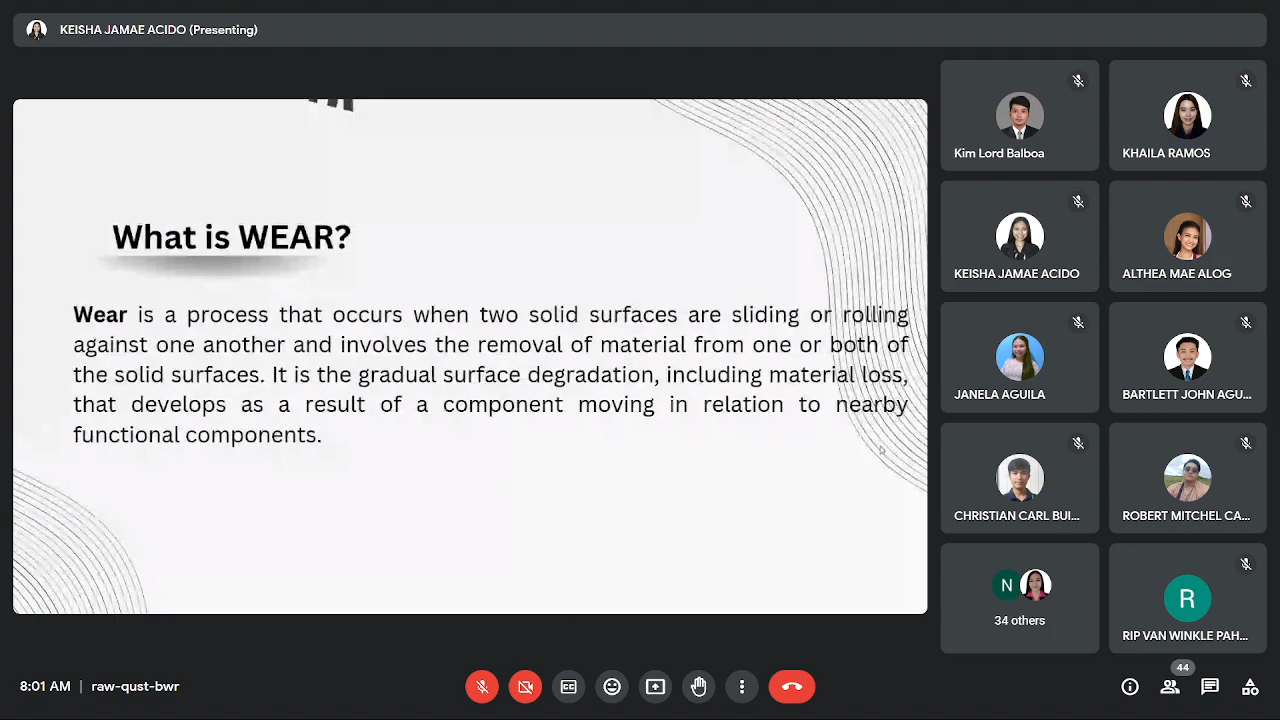 KEISHA JAMAE ACIDO (Presenting)
What is WEAR?
Wear is a process that occurs when two solid surfaces are sliding or rolling
against one another and involves the removal of material from one or both of
the solid surfaces. It is the gradual surface degradation, including material loss,
that develops as a result of a component moving in relation to nearby
functional components.
Kim Lord Balboa
KHAILA RAMOS
KEISHA JAMAE ACIDO
ALTHEA MAE ALOG
JANELA AGUILA
BARTLETT JOHN AGU...
CHRISTIAN CARL BUI...
ROBERT MITCHEL CA...
N
34 others
R
RIP VAN WINKLE PAH...
8:01 AM | raw-qust-bwr
44